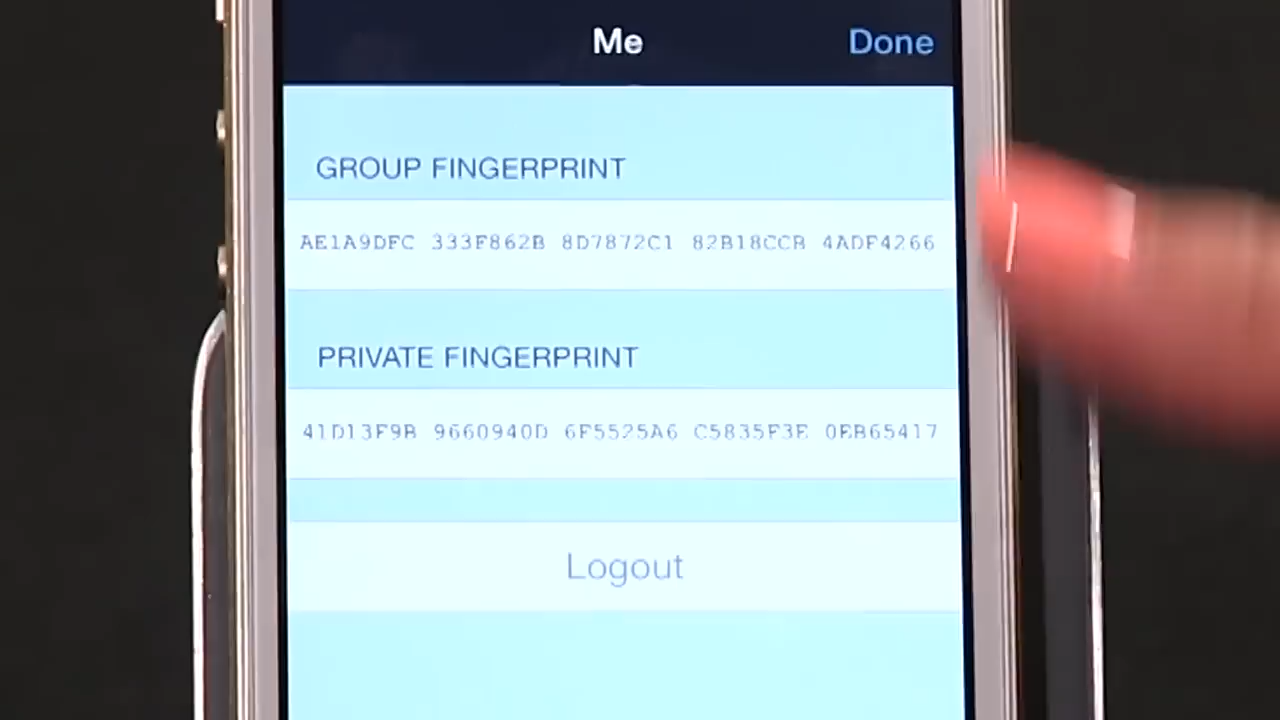 Me
Done
GROUP FINGERPRINT
AE1A9DFC 333F862B 8D7872C1 82B18CCB 4ADF4266
PRIVATE FINGERPRINT
41D13F9B 9660940D 6F5525A6 C5835F3E 0EB65417
Logout